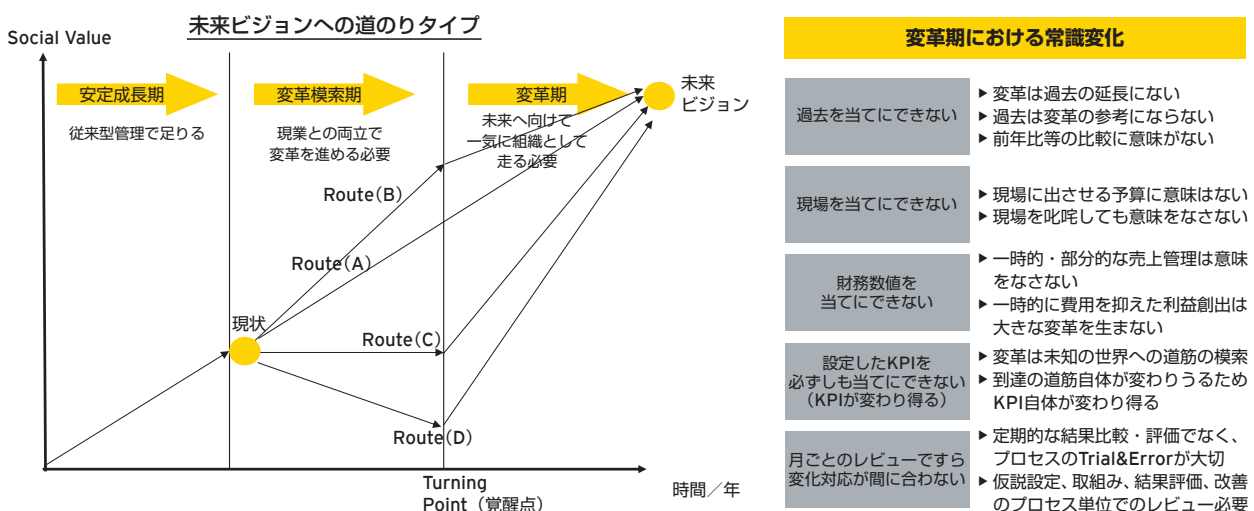 未来ビジョンへの道のりタイプ
Social Value
安定成長期
変革模索期
変革期
従来型管理で足りる
現業との両立で
変革を進める必要
未来へ向けて
一気に組織として
走る必要
未来
ビジョン
Route(B)
Route(A)
現状
Route(C)
Route(D)
Turning
Point（覚醒点）
時間／年
変革期における常識変化
過去を当てにできない
▶ 変革は過去の延長にない
▶ 過去は変革の参考にならない
▶ 前年比等の比較に意味がない
現場を当てにできない
▶ 現場に出させる予算に意味はない
▶ 現場を叱咤しても意味をなさない
財務数値を
当てにできない
▶ 一時的・部分的な売上管理は意味
をなさない
▶ 一時的に費用を抑えた利益創出は
大きな変革を生まない
設定したKPIを
必ずしも当てにできない
（KPIが変わり得る）
▶ 変革は未知の世界への道筋の模索
▶ 到達の道筋自体が変わりうるため
KPI自体が変わり得る
月ごとのレビューですら
変化対応が間に合わない
▶ 定期的な結果比較・評価でなく、
プロセスのTrial&Errorが大切
▶ 仮説設定、取組み、結果評価、改善
のプロセス単位でのレビュー必要